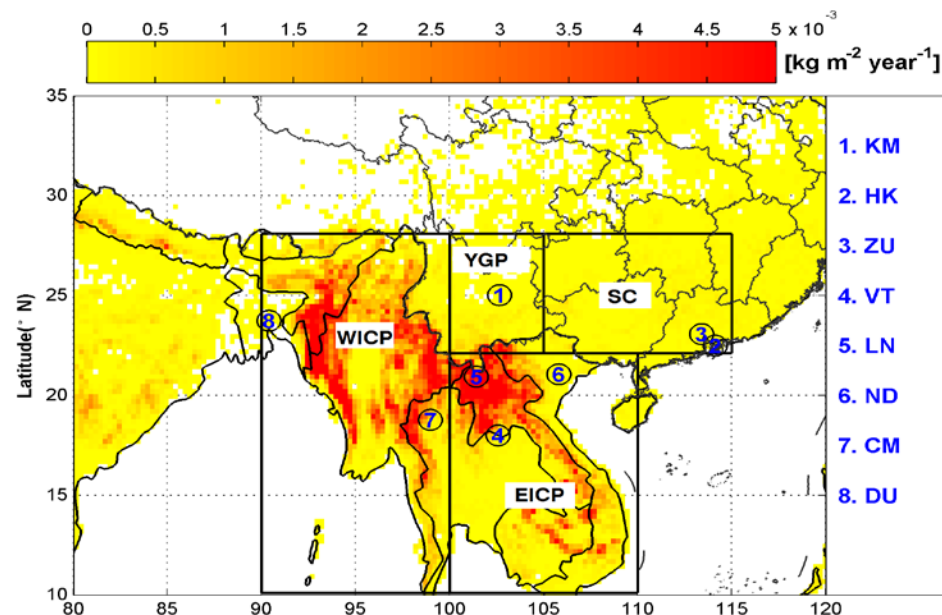 0 0.5 1 1.5 2 2.5 3 3.5 4 4.5 5 x 10⁻³
[kg m⁻² year⁻¹]
35
30
25
20
15
10
Latitude(° N)
80 85 90 95 100 105 110 115 120
YGP
SC
WICP
EICP
1
2
3
4
5
6
7
8
1. KM
2. HK
3. ZU
4. VT
5. LN
6. ND
7. CM
8. DU